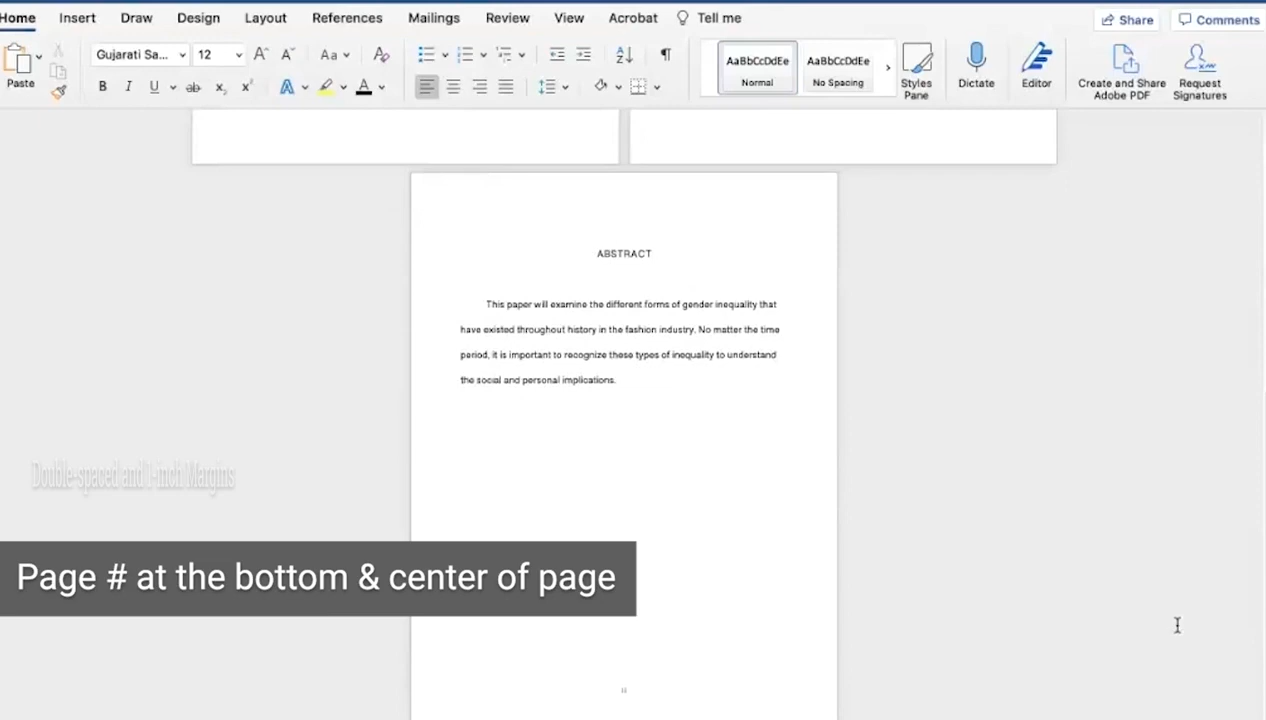 Home Insert Draw Design Layout References Mailings Review View Acrobat Tell me Share Comments
Paste
Gujarati Sa... 12 Aa
B I U ab x₂ x² A A
AaBbCcDdEe
Normal
AaBbCcDdEe
No Spacing
Styles
Pane
Dictate
Editor
Create and Share
Adobe PDF
Request
Signatures
ABSTRACT
This paper will examine the different forms of gender inequality that
have existed throughout history in the fashion industry. No matter the time
period, it is important to recognize these types of inequality to understand
the social and personal implications.
Double-spaced and 1-inch Margins
Page # at the bottom & center of page